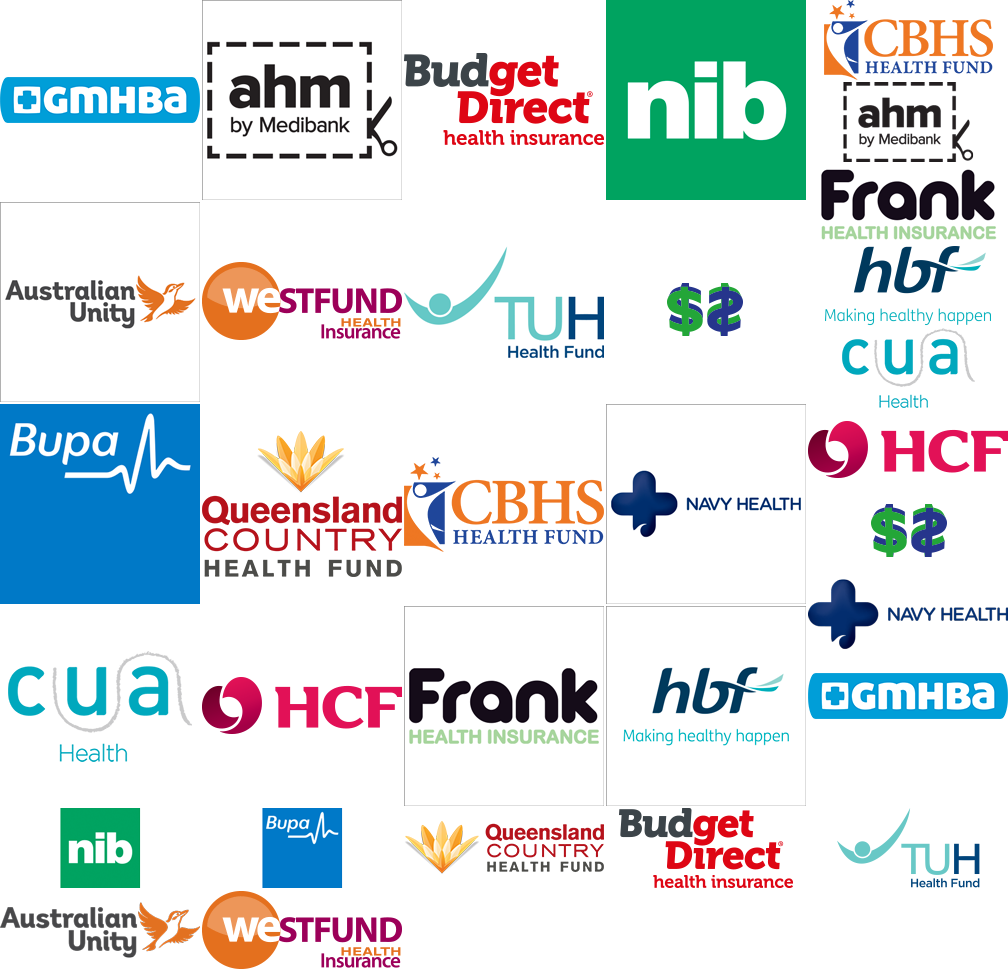 GMHBa
ahm
by Medibank
Budget
Direct®
health insurance
nib
CBHS
HEALTH FUND
ahm
by Medibank
Frank
HEALTH INSURANCE
hbf
Making healthy happen
cua
Health
Australian
Unity
weSTFUND
HEALTH
Insurance
TUH
Health Fund
$2
Bupa
Queensland
COUNTRY
HEALTH FUND
CBHS
HEALTH FUND
NAVY HEALTH
HCF
$2
NAVY HEALTH
cua
Health
HCF
Frank
HEALTH INSURANCE
hbf
Making healthy happen
GMHBa
nib
Bupa
Queensland
COUNTRY
HEALTH FUND
Budget
Direct®
health insurance
TUH
Health Fund
Australian
Unity
weSTFUND
HEALTH
Insurance